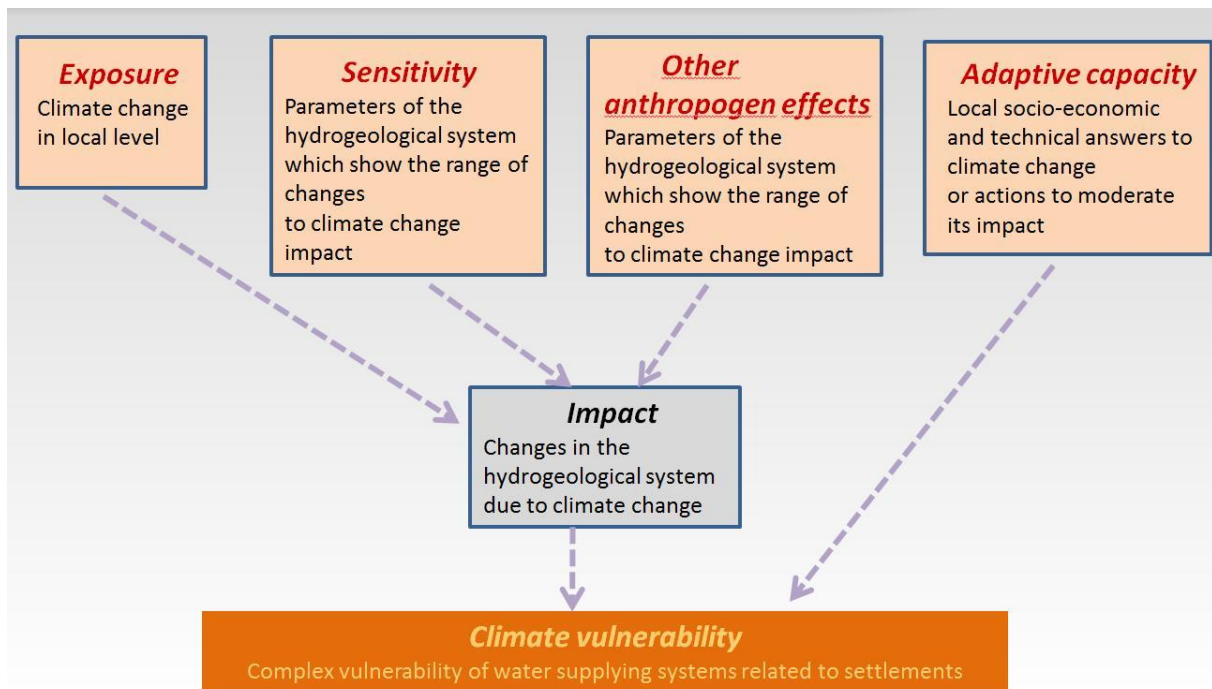 Exposure
Climate change
in local level
Sensitivity
Parameters of the
hydrogeological system
which show the range of
changes
to climate change
impact
Other
anthropogen effects
Parameters of the
hydrogeological system
which show the range of
changes
to climate change impact
Adaptive capacity
Local socio-economic
and technical answers to
climate change
or actions to moderate
its impact
Impact
Changes in the
hydrogeological system
due to climate change
Climate vulnerability
Complex vulnerability of water supplying systems related to settlements